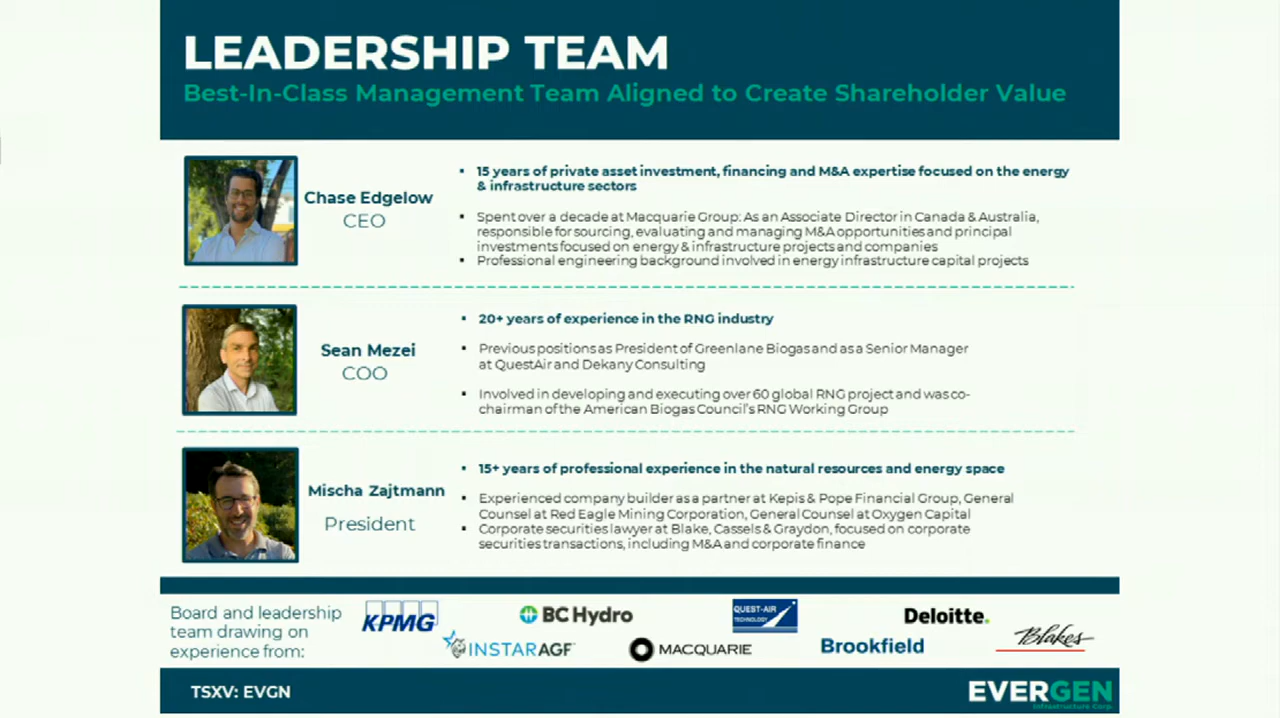 LEADERSHIP TEAM
Best-In-Class Management Team Aligned to Create Shareholder Value
Chase Edgelow
CEO
▪ 15 years of private asset investment, financing and M&A expertise focused on the energy
& infrastructure sectors
▪ Spent over a decade at Macquarie Group: As an Associate Director in Canada & Australia,
responsible for sourcing, evaluating and managing M&A opportunities and principal
investments focused on energy & infrastructure projects and companies
▪ Professional engineering background involved in energy infrastructure capital projects
Sean Mezei
COO
▪ 20+ years of experience in the RNG industry
▪ Previous positions as President of Greenlane Biogas and as a Senior Manager
at QuestAir and Dekany Consulting
▪ Involved in developing and executing over 60 global RNG project and was co-
chairman of the American Biogas Council's RNG Working Group
Mischa Zajtmann
President
▪ 15+ years of professional experience in the natural resources and energy space
▪ Experienced company builder as a partner at Kepis & Pope Financial Group, General
Counsel at Red Eagle Mining Corporation, General Counsel at Oxygen Capital
▪ Corporate securities lawyer at Blake, Cassels & Graydon, focused on corporate
securities transactions, including M&A and corporate finance
Board and leadership
team drawing on
experience from:
KPMG
BC Hydro
QUEST-AIR
TECHNOLOGY
Deloitte.
INSTARAGF
MACQUARIE
Brookfield
Blakes
TSXV: EVGN
EVERGEN
Infrastructure Corp.